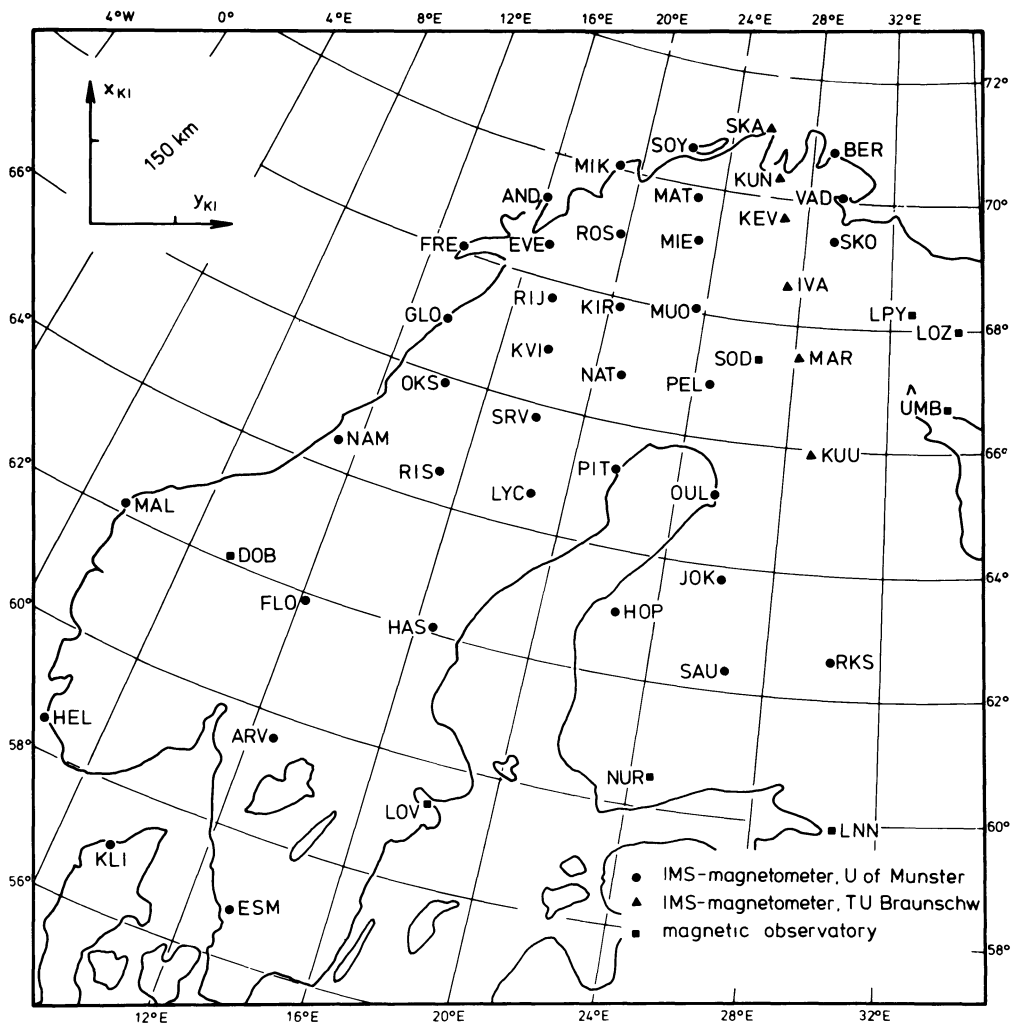 4°W 0° 4°E 8°E 12°E 16°E 20°E 24°E 28°E 32°E
72°
x KI
150 km
y KI
66°
SKA
SOY
BER
MIK
KUN
AND
MAT
VAD
70°
KEV
ROS
FRE
EVE
MIE
SKO
IVA
RIJ
KIR
MUO
LPY
GLO
LOZ
68°
64°
KVI
SOD
MAR
NAT
OKS
PEL
^
UMB
SRV
NAM
66°
KUU
62°
RIS
PIT
LYC
OUL
MAL
DOB
JOK
64°
60°
FLO
HOP
HAS
RKS
SAU
62°
HEL
ARV
58°
NUR
LOV
LNN
60°
KLI
IMS-magnetometer, U of Munster
56°
IMS-magnetometer, TU Braunschw
ESM
magnetic observatory
58°
12°E 16°E 20°E 24°E 28°E 32°E